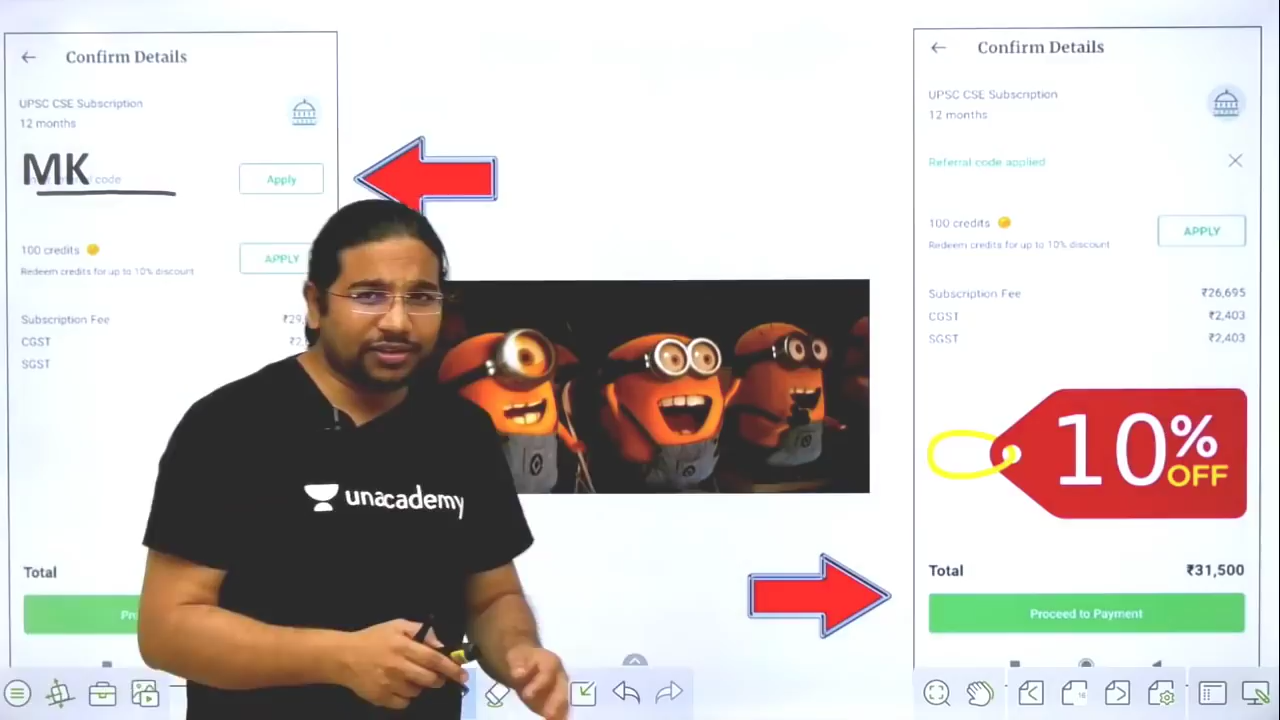 Confirm Details
UPSC CSE Subscription
12 months
MK
code
Apply
100 credits
APPLY
Redeem credits for up to 10% discount
Subscription Fee
CGST
SGST
Total
unacademy
Confirm Details
UPSC CSE Subscription
12 months
Referral code applied
100 credits
APPLY
Redeem credits for up to 10% discount
Subscription Fee ₹26,695
CGST ₹2,403
SGST ₹2,403
10%
OFF
Total ₹31,500
Proceed to Payment